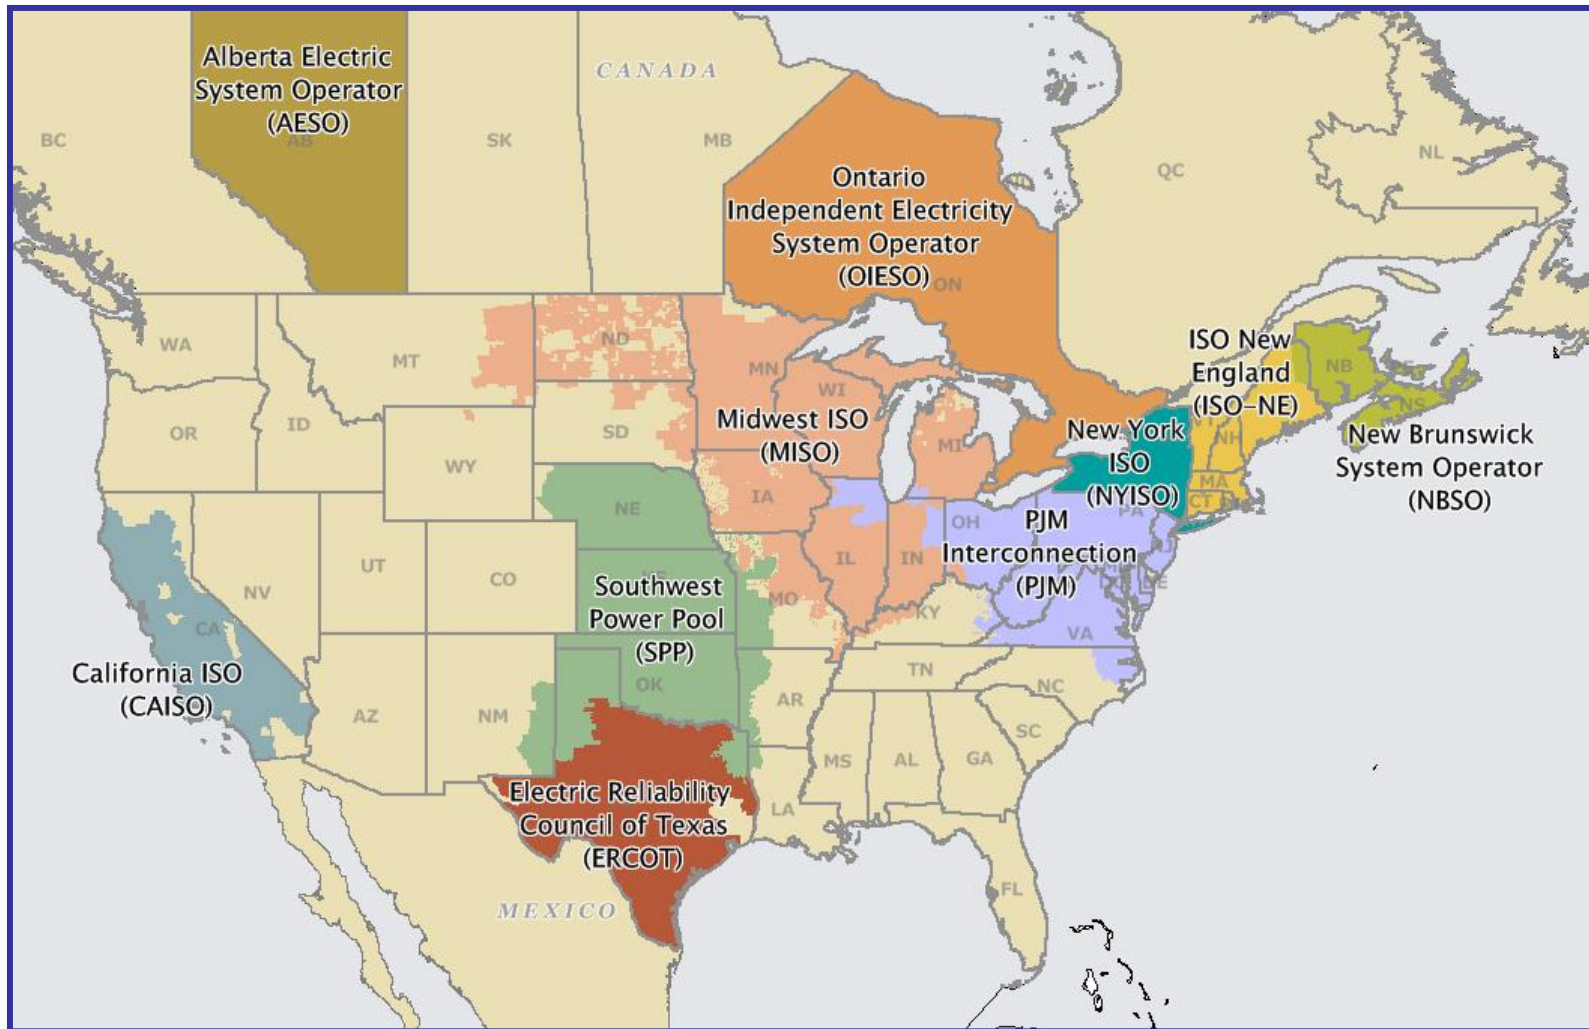 Alberta Electric
System Operator
(AESO)
AB
CANADA
BC
SK
MB
QC
NL
Ontario
Independent Electricity
System Operator
(OIESO)
ON
WA
MT
ND
MN
WI
ISO New
England
(ISO-NE)
NB
NS
OR
ID
SD
WY
Midwest ISO
(MISO)
MI
New York
ISO
(NYISO)
VT
NH
MA
CT
New Brunswick
System Operator
(NBSO)
NE
IA
IL
IN
OH
PA
NJ
PJM
Interconnection
(PJM)
DE
NV
UT
CO
KS
MO
KY
VA
CA
Southwest
Power Pool
(SPP)
California ISO
(CAISO)
AZ
NM
OK
AR
TN
NC
SC
MS
AL
GA
LA
Electric Reliability
Council of Texas
(ERCOT)
FL
MEXICO